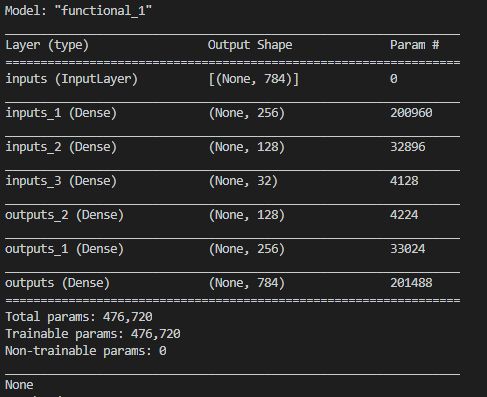 Model: "functional_1"
Layer (type) Output Shape Param #
inputs (InputLayer) [(None, 784)] 0
inputs_1 (Dense) (None, 256) 200960
inputs_2 (Dense) (None, 128) 32896
inputs_3 (Dense) (None, 32) 4128
outputs_2 (Dense) (None, 128) 4224
outputs_1 (Dense) (None, 256) 33024
outputs (Dense) (None, 784) 201488
Total params: 476,720
Trainable params: 476,720
Non-trainable params: 0
None